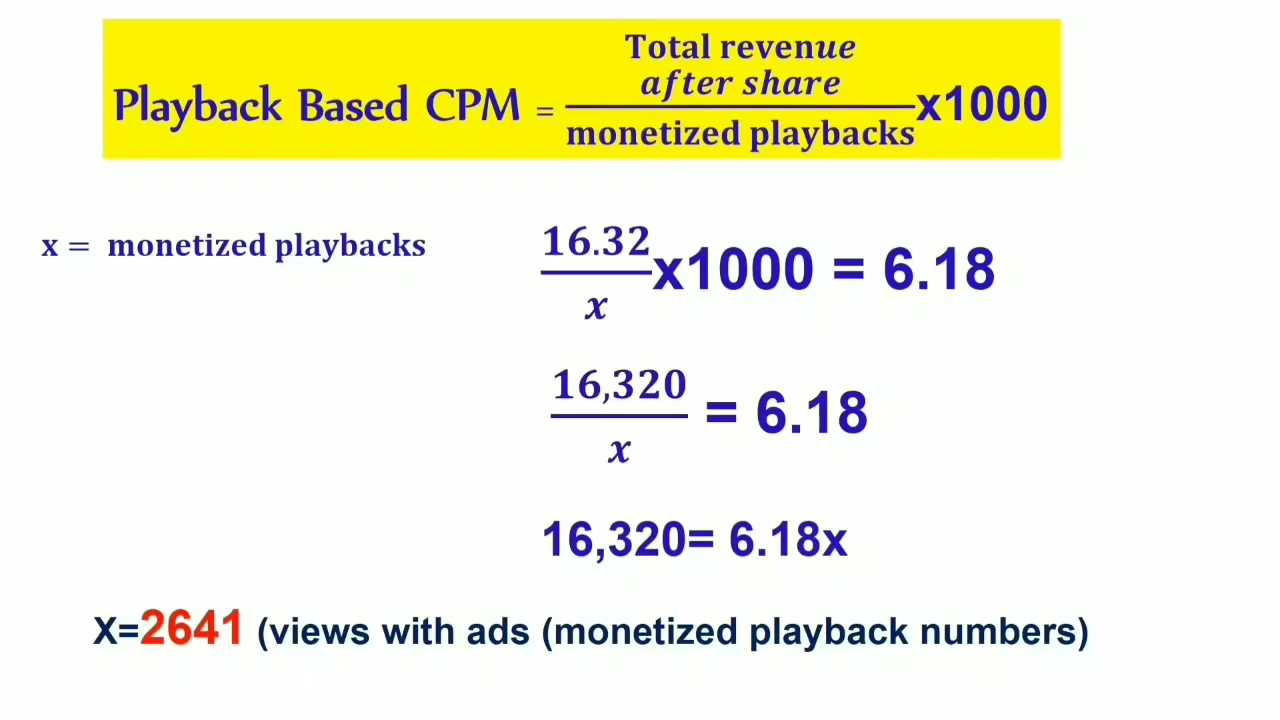 Total revenue
after share
Playback Based CPM = ―――― x1000
monetized playbacks
x = monetized playbacks
16.32
―― x1000 = 6.18
x
16,320
―― = 6.18
x
16,320= 6.18x
X=2641 (views with ads (monetized playback numbers)